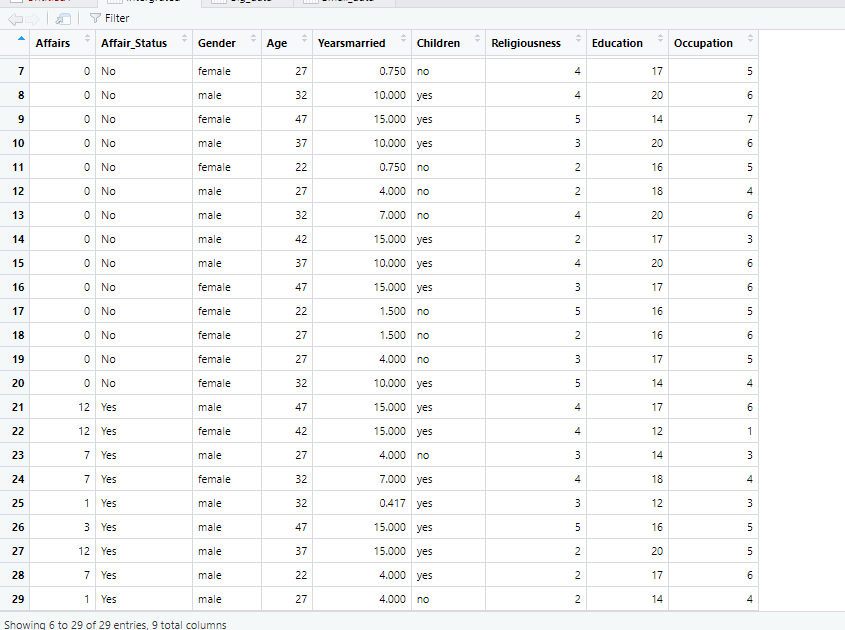 Filter
Affairs Affair_Status Gender Age Yearsmarried Children Religiousness Education Occupation
7 0 No female 27 0.750 no 4 17 5
8 0 No male 32 10.000 yes 4 20 6
9 0 No female 47 15.000 yes 5 14 7
10 0 No male 37 10.000 yes 3 20 6
11 0 No female 22 0.750 no 2 16 5
12 0 No male 27 4.000 no 2 18 4
13 0 No male 32 7.000 no 4 20 6
14 0 No male 42 15.000 yes 2 17 3
15 0 No male 37 10.000 yes 4 20 6
16 0 No female 47 15.000 yes 3 17 6
17 0 No female 22 1.500 no 5 16 5
18 0 No female 27 1.500 no 2 16 6
19 0 No female 27 4.000 no 3 17 5
20 0 No female 32 10.000 yes 5 14 4
21 12 Yes male 47 15.000 yes 4 17 6
22 12 Yes female 42 15.000 yes 4 12 1
23 7 Yes male 27 4.000 no 3 14 3
24 7 Yes female 32 7.000 yes 4 18 4
25 1 Yes male 32 0.417 yes 3 12 3
26 3 Yes male 47 15.000 yes 5 16 5
27 12 Yes male 37 15.000 yes 2 20 5
28 7 Yes male 22 4.000 yes 2 17 6
29 1 Yes male 27 4.000 no 2 14 4
Showing 6 to 29 of 29 entries, 9 total columns